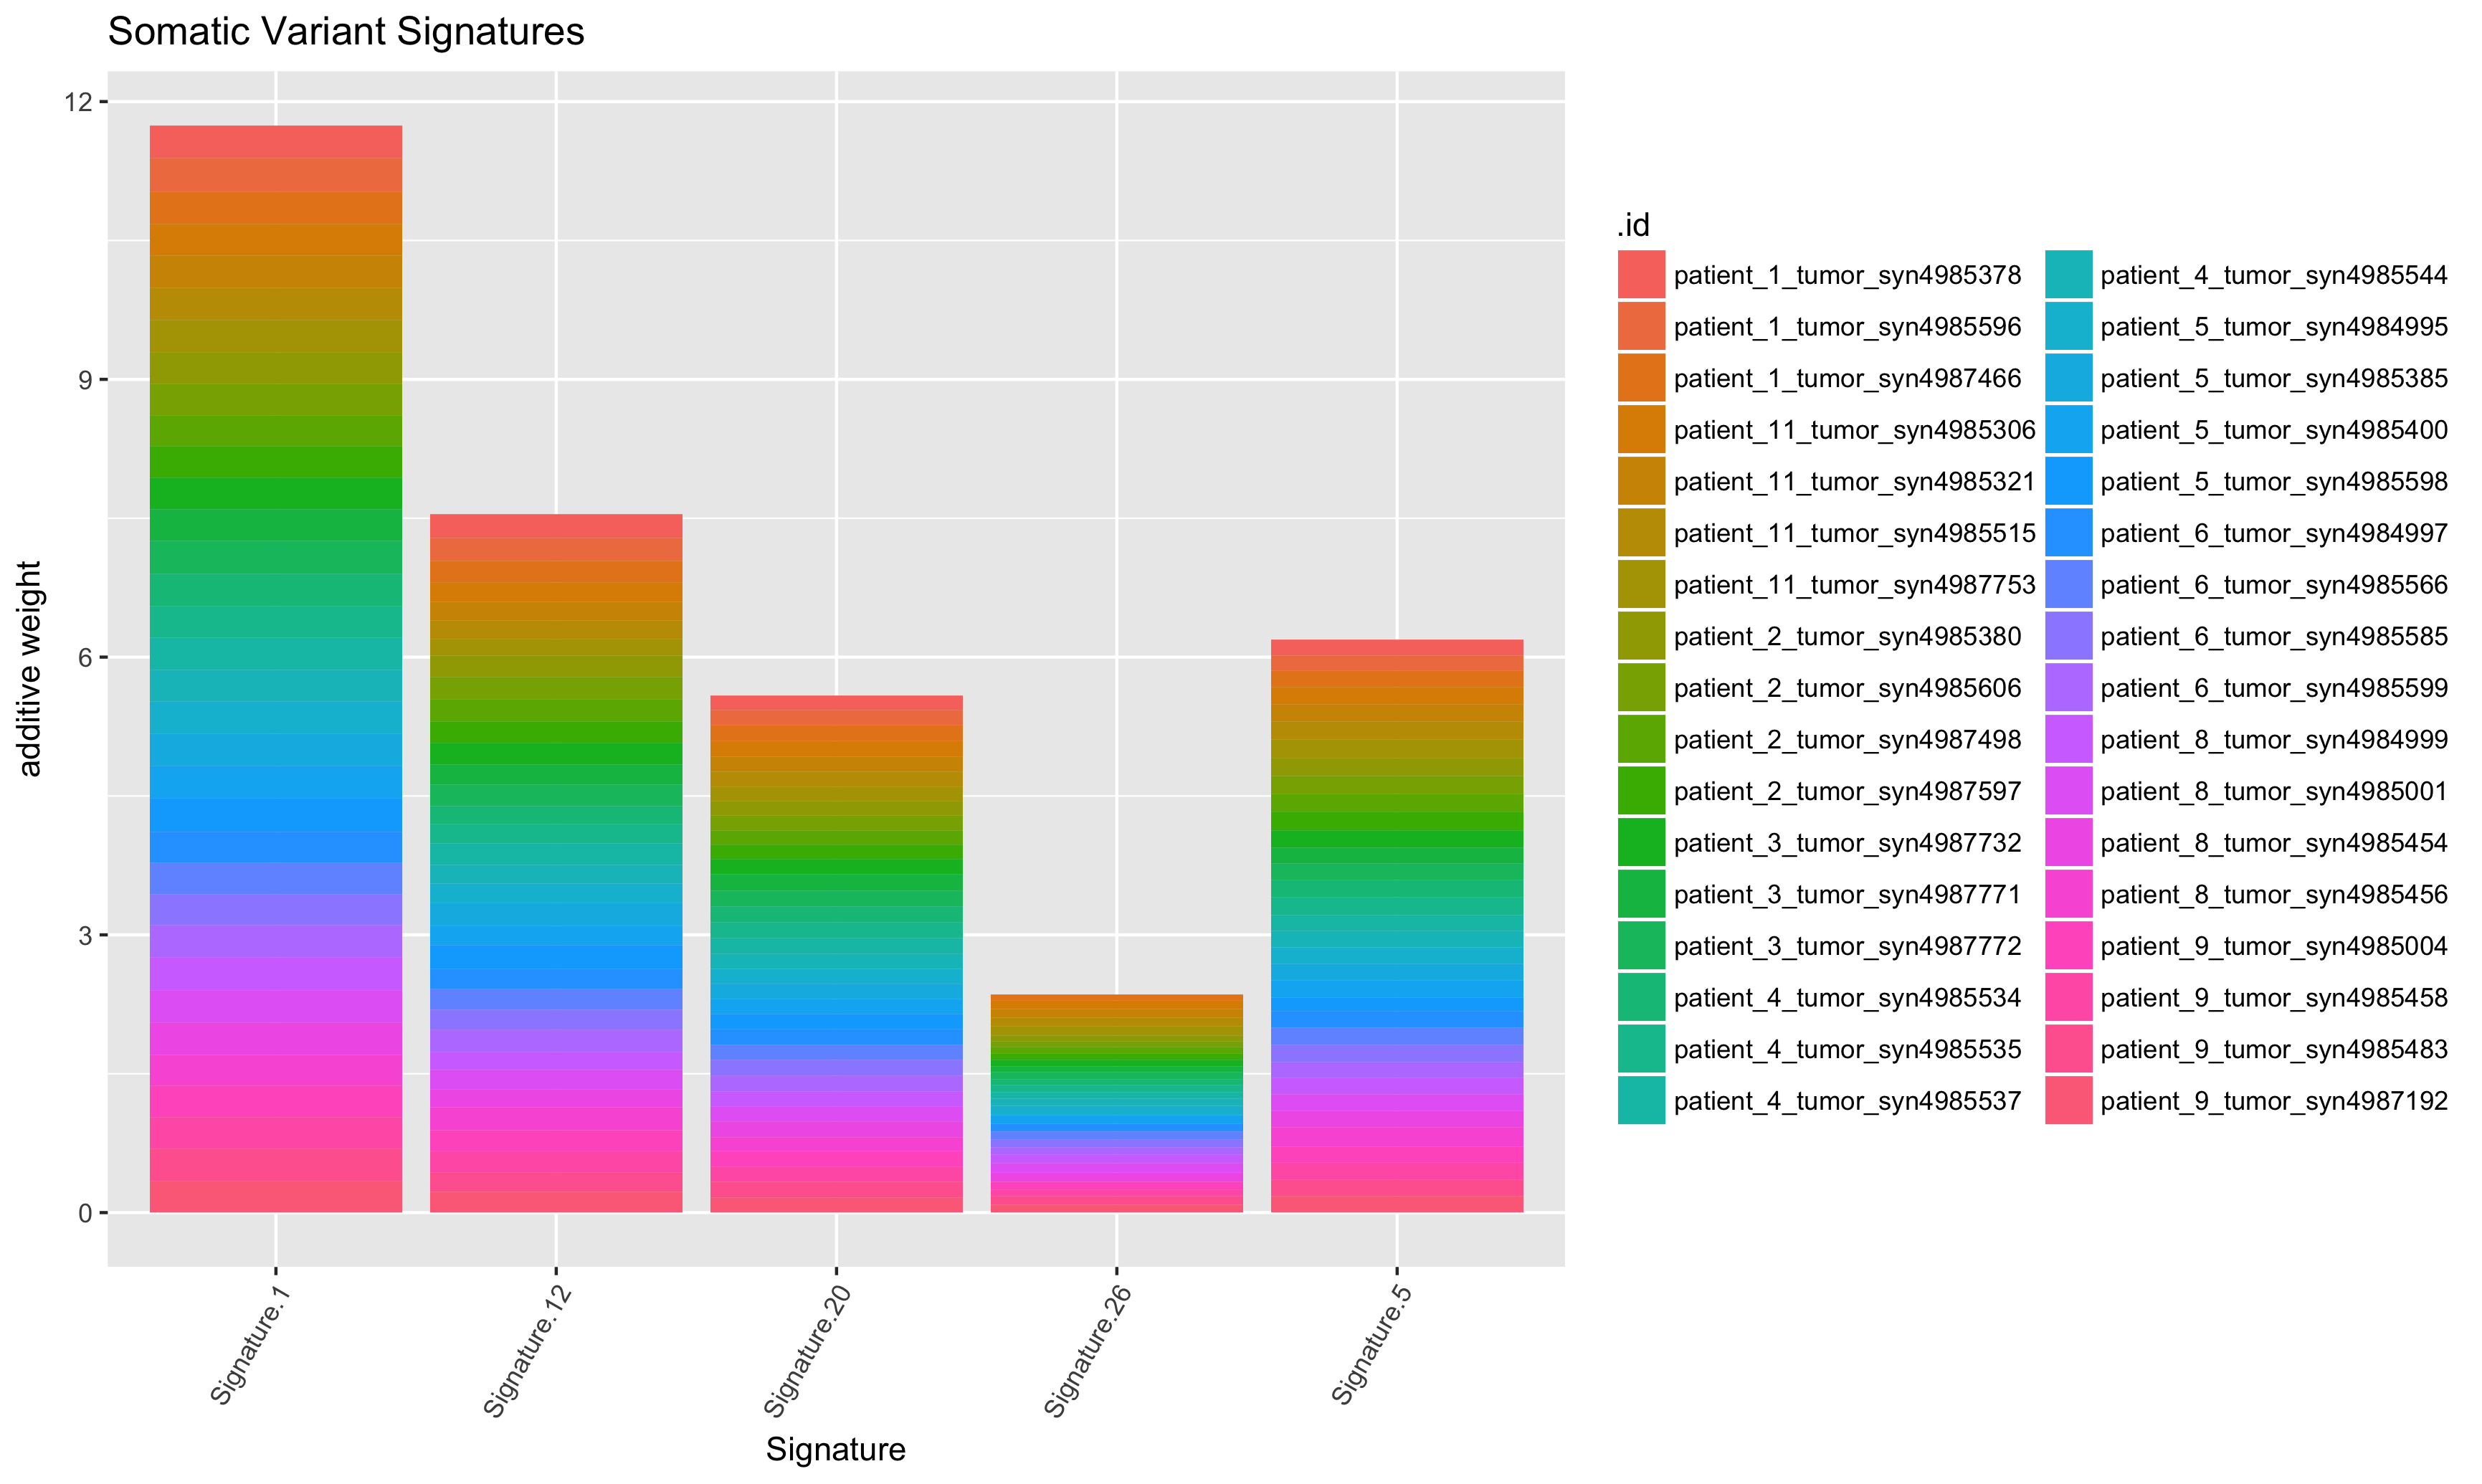 Somatic Variant Signatures
12
9
6
3
0
additive weight
Signature.1
Signature.12
Signature.20
Signature.26
Signature.5
Signature
.id
patient_1_tumor_syn4985378
patient_1_tumor_syn4985596
patient_1_tumor_syn4987466
patient_11_tumor_syn4985306
patient_11_tumor_syn4985321
patient_11_tumor_syn4985515
patient_11_tumor_syn4987753
patient_2_tumor_syn4985380
patient_2_tumor_syn4985606
patient_2_tumor_syn4987498
patient_2_tumor_syn4987597
patient_3_tumor_syn4987732
patient_3_tumor_syn4987771
patient_3_tumor_syn4987772
patient_4_tumor_syn4985534
patient_4_tumor_syn4985535
patient_4_tumor_syn4985537
patient_4_tumor_syn4985544
patient_5_tumor_syn4984995
patient_5_tumor_syn4985385
patient_5_tumor_syn4985400
patient_5_tumor_syn4985598
patient_6_tumor_syn4984997
patient_6_tumor_syn4985566
patient_6_tumor_syn4985585
patient_6_tumor_syn4985599
patient_8_tumor_syn4984999
patient_8_tumor_syn4985001
patient_8_tumor_syn4985454
patient_8_tumor_syn4985456
patient_9_tumor_syn4985004
patient_9_tumor_syn4985458
patient_9_tumor_syn4985483
patient_9_tumor_syn4987192